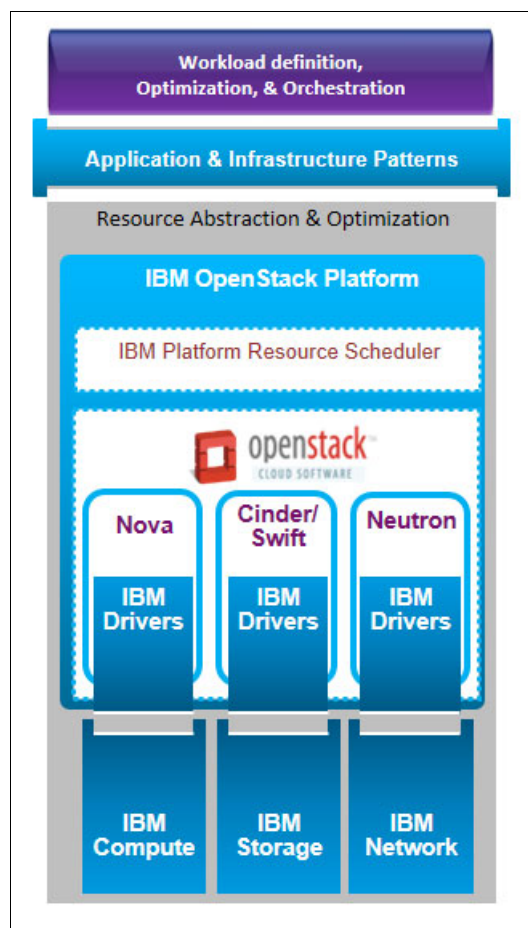 Workload definition,
Optimization, & Orchestration
Application & Infrastructure Patterns
Resource Abstraction & Optimization
IBM OpenStack Platform
IBM Platform Resource Scheduler
openstack™
CLOUD SOFTWARE
Nova
Cinder/
Swift
Neutron
IBM
Drivers
IBM
Drivers
IBM
Drivers
IBM
Compute
IBM
Storage
IBM
Network